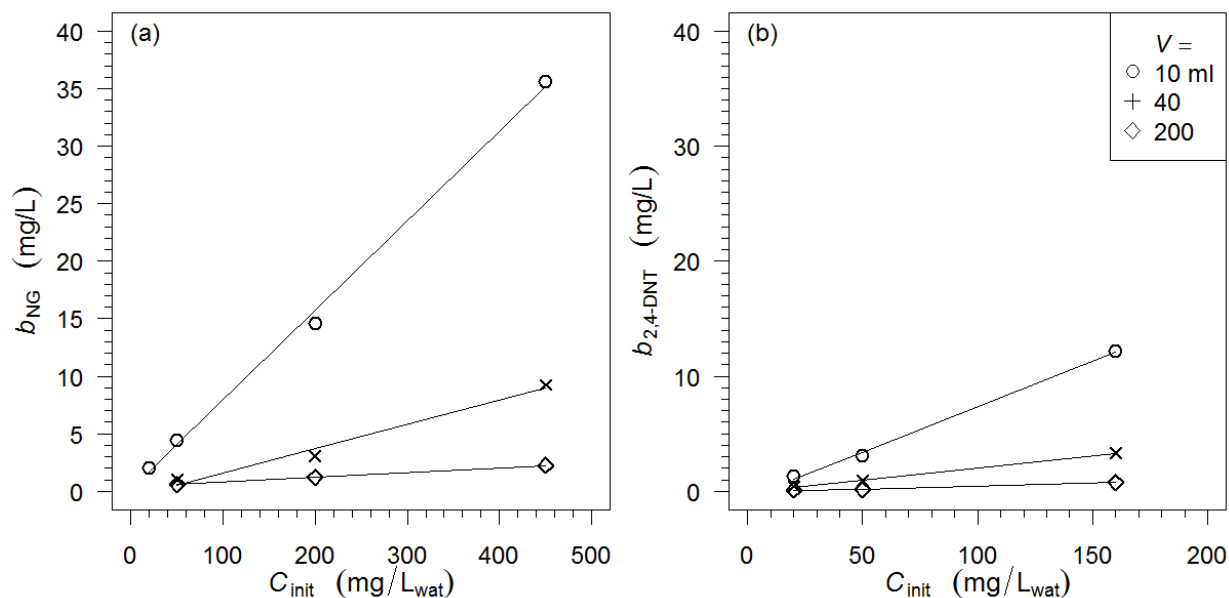 (a)
40
35
30
25
20
15
10
5
0
b_NG (mg/L)
0 100 200 300 400 500
C_init (mg/L_wat)
(b)
40
30
20
10
0
b_2,4-DNT (mg/L)
0 50 100 150 200
C_init (mg/L_wat)
V =
10 ml
40
200